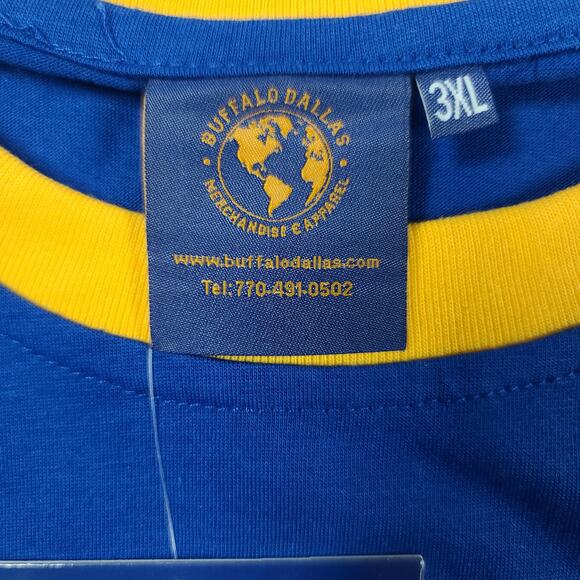 BUFFALO DALLAS
MERCHANDISE & APPAREL
www.buffalodallas.com
Tel:770-491-0502
3XL